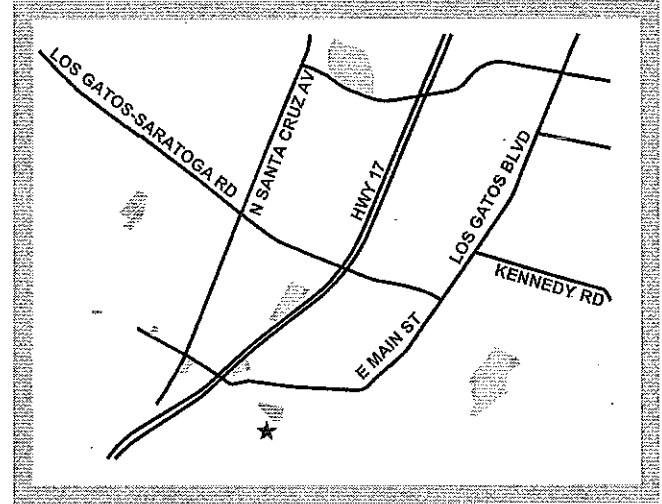 LOS GATOS-SARATOGA RD
N SANTA CRUZ AV
HWY 17
LOS GATOS BLVD
KENNEDY RD
E MAIN ST